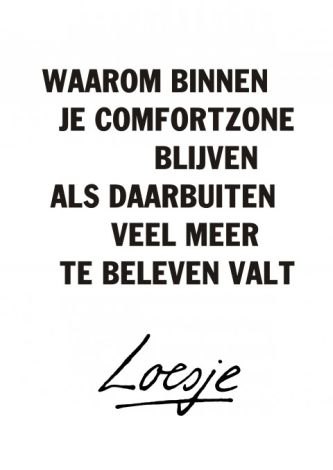 WAAROM BINNEN
JE COMFORTZONE
BLIJVEN
ALS DAARBUITEN
VEEL MEER
TE BELEVEN VALT
Loesje